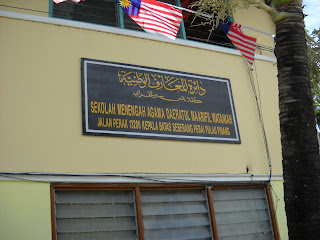 دائرة المعارف الوطنية
SEKOLAH MENENGAH AGAMA DAERATUL MAARIFIL WATANIAH
JALAN PERAK 13200 KEPALA BATAS SEBERANG PERAI PULAU PINANG